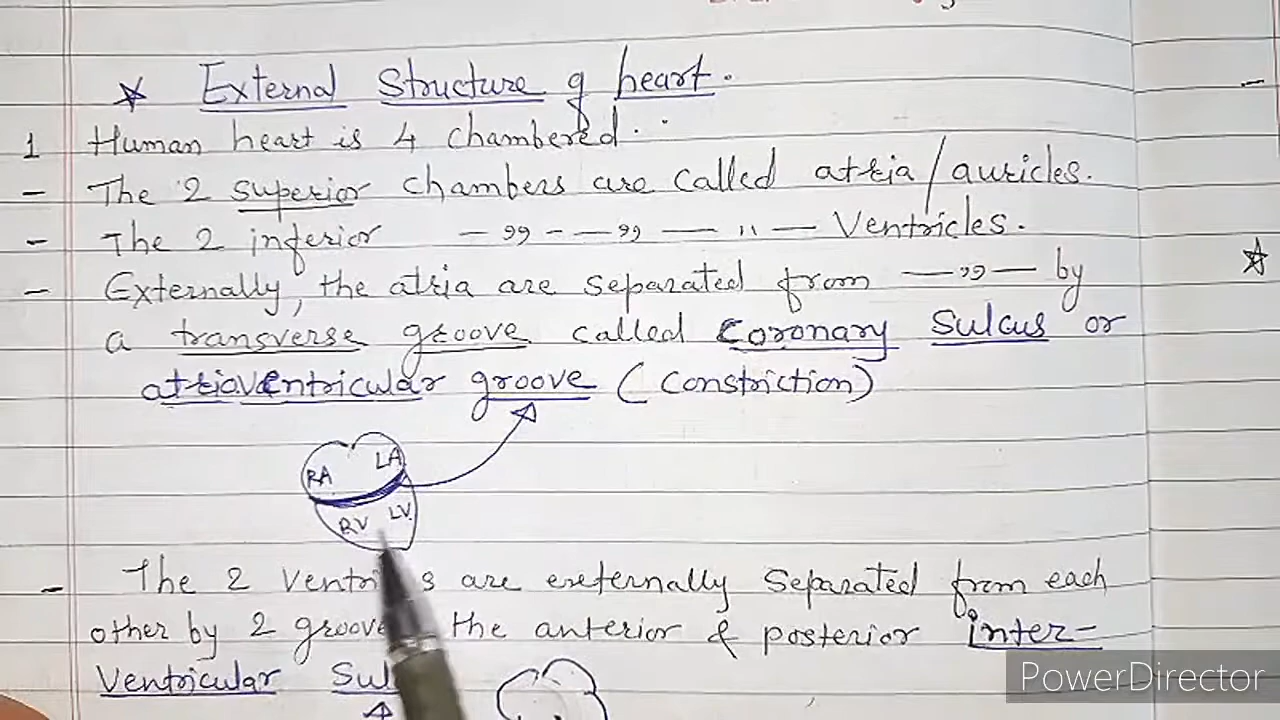 ☆ External Structure of heart.
1 Human heart is 4 chambered.
- The 2 superior chambers are called atria/auricles.
- The 2 inferior -〃- -〃- -〃- Ventricles.
- Externally, the atria are separated from -〃- by
a transverse groove called Coronary Sulcus or
atrioventricular groove (Constriction)
LA
RA
LV
RV
- The 2 ventri s are externally separated from each
other by 2 groove the anterior & posterior inter-
Ventricular Sul
PowerDirector